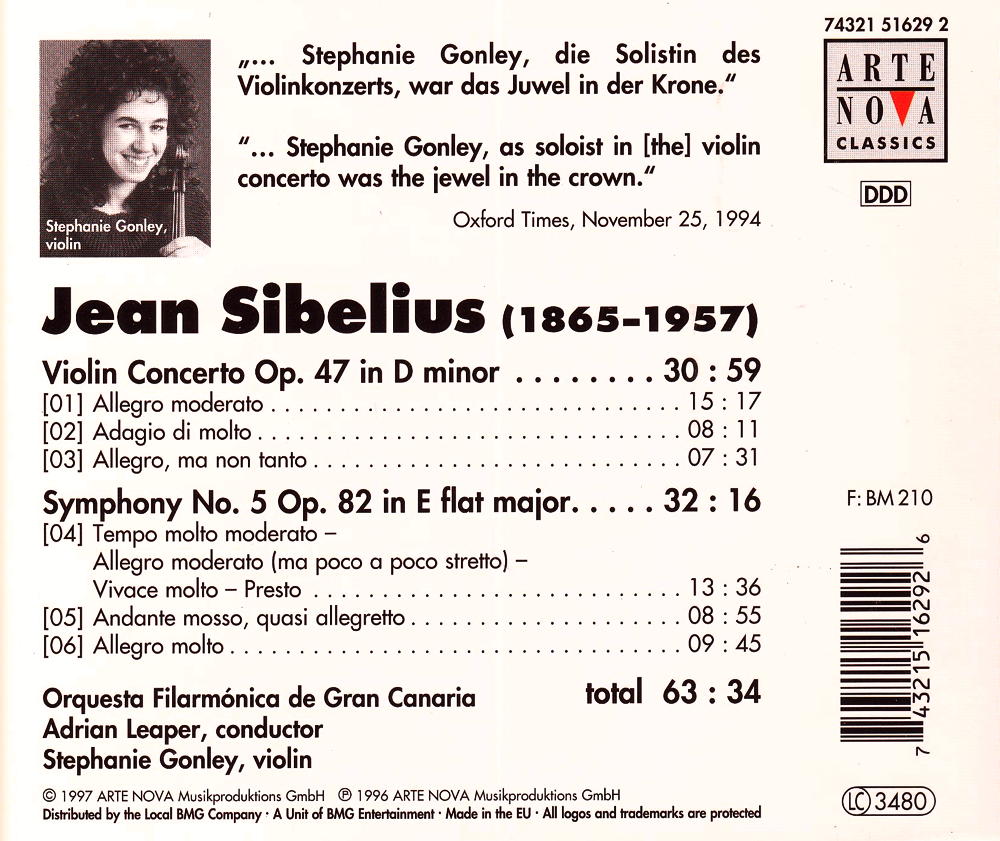 74321 51629 2
„... Stephanie Gonley, die Solistin des
Violinkonzerts, war das Juwel in der Krone.“
“... Stephanie Gonley, as soloist in [the] violin
concerto was the jewel in the crown.“
Oxford Times, November 25, 1994
Stephanie Gonley,
violin
ARTE
NOVA
CLASSICS
DDD
Jean Sibelius (1865–1957)
Violin Concerto Op. 47 in D minor ........ 30 : 59
[01] Allegro moderato ................................ 15 : 17
[02] Adagio di molto ................................. 08 : 11
[03] Allegro, ma non tanto ............................ 07 : 31
Symphony No. 5 Op. 82 in E flat major..... 32 : 16
[04] Tempo molto moderato –
Allegro moderato (ma poco a poco stretto) –
Vivace molto – Presto ............................ 13 : 36
[05] Andante mosso, quasi allegretto ..................... 08 : 55
[06] Allegro molto ................................... 09 : 45
Orquesta Filarmónica de Gran Canaria
total 63 : 34
Adrian Leaper, conductor
Stephanie Gonley, violin
© 1997 ARTE NOVA Musikproduktions GmbH ℗ 1996 ARTE NOVA Musikproduktions GmbH
Distributed by the Local BMG Company · A Unit of BMG Entertainment · Made in the EU · All logos and trademarks are protected
F: BM 210
7 43215 16292 6
LC 3480